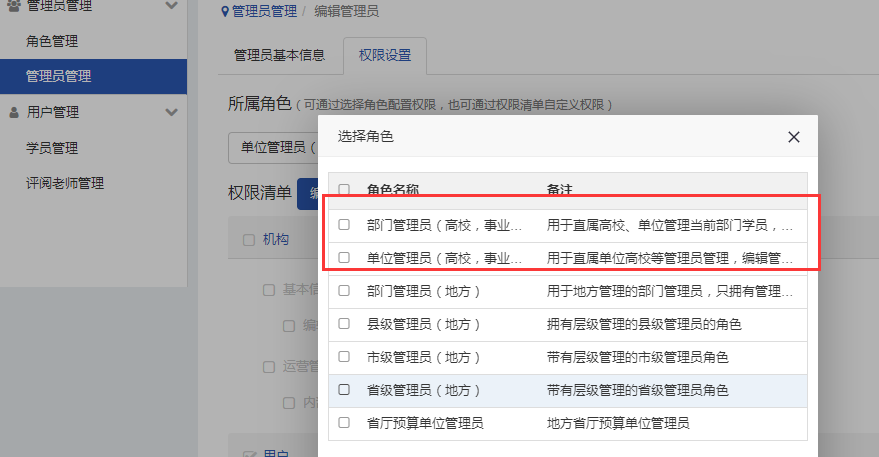 管理员管理
角色管理
管理员管理
用户管理
学员管理
评阅老师管理
管理员管理 / 编辑管理员
管理员基本信息 权限设置
所属角色（可通过选择角色配置权限，也可通过权限清单自定义权限）
单位管理员（
权限清单
机构
基本信
运营管
用户
选择角色 ×
角色名称 备注
部门管理员（高校，事业... 用于直属高校、单位管理当前部门学员，...
单位管理员（高校，事业... 用于直属单位高校等管理员管理，编辑管...
部门管理员（地方） 用于地方管理的部门管理员，只拥有管理...
县级管理员（地方） 拥有层级管理的县级管理员的角色
市级管理员（地方） 带有层级管理的市级管理员角色
省级管理员（地方） 带有层级管理的省级管理员角色
省厅预算单位管理员 地方省厅预算单位管理员